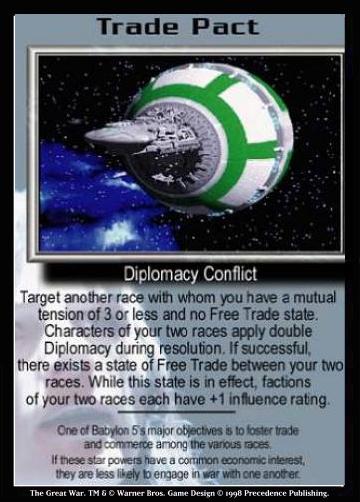 Trade Pact
Diplomacy Conflict
Target another race with whom you have a mutual
tension of 3 or less and no Free Trade state.
Characters of your two races apply double
Diplomacy during resolution. If successful,
there exists a state of Free Trade between your two
races. While this state is in effect, factions
of your two races each have +1 influence rating.
One of Babylon 5's major objectives is to foster trade
and commerce among the various races.
If these star powers have a common economic interest,
they are less likely to engage in war with one another.
The Great War. TM & © Warner Bros. Game Design © 1998 Precedence Publishing.